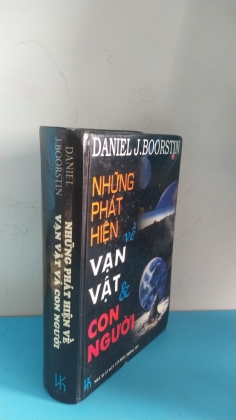 DANIEL J. BOORSTIN
NHỮNG
PHÁT
HIỆN về
VẠN
VẬT &
CON
NGƯỜI
DANIEL
J.BOORSTIN
NHỮNG PHÁT HIỆN VỀ
VẠN VẬT VÀ CON NGƯỜI